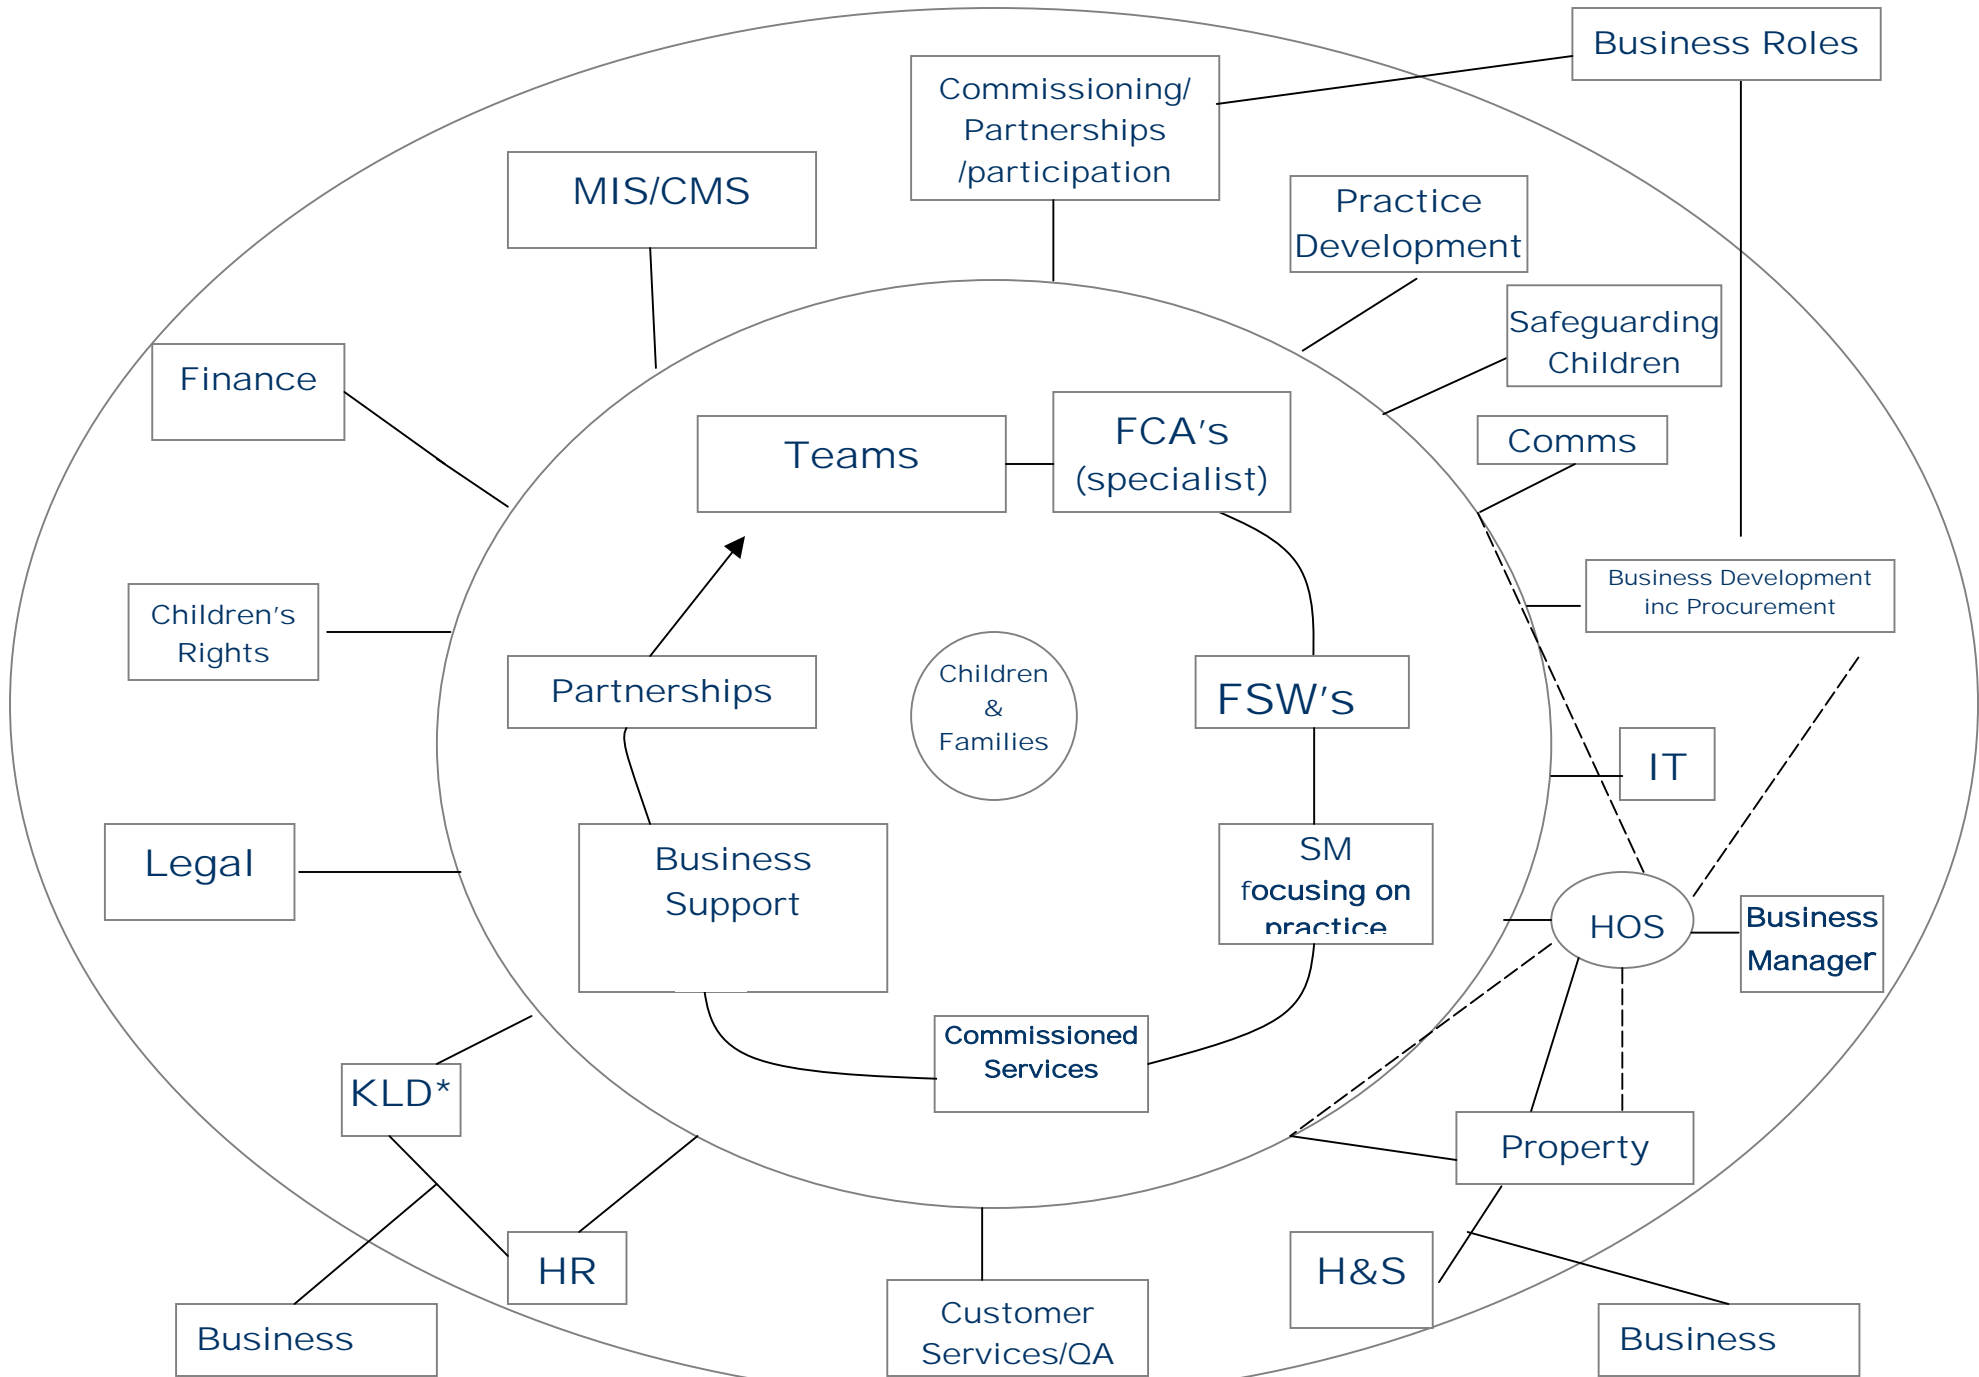 Business Roles
Commissioning/
Partnerships
/participation
MIS/CMS
Practice
Development
Safeguarding
Children
Finance
Comms
Teams
FCA's
(specialist)
Business Development
inc Procurement
Children's
Rights
Partnerships
Children
&
Families
FSW's
IT
Legal
Business
Support
SM
focusing on
practice
HOS
Business
Manager
Commissioned
Services
KLD*
Property
HR
H&S
Customer
Services/QA
Business
Business